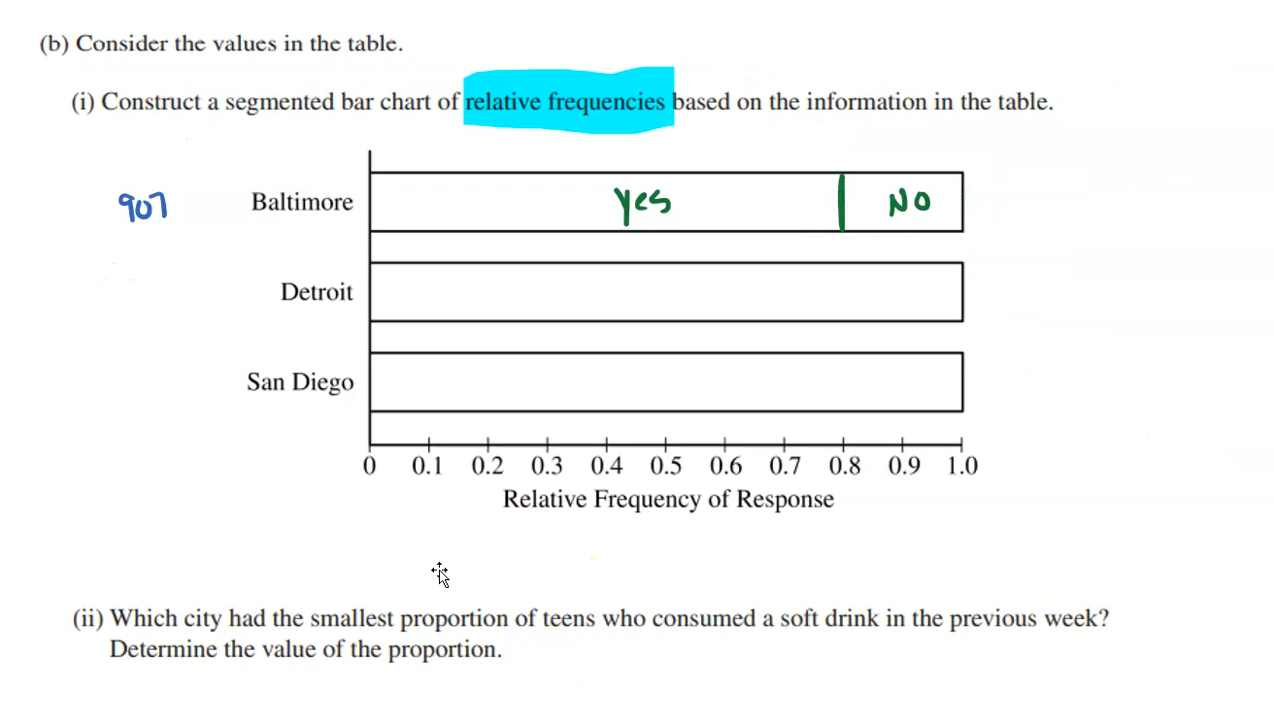 (b) Consider the values in the table.
(i) Construct a segmented bar chart of relative frequencies based on the information in the table.
907 Baltimore Yes NO
Detroit
San Diego
0 0.1 0.2 0.3 0.4 0.5 0.6 0.7 0.8 0.9 1.0
Relative Frequency of Response
(ii) Which city had the smallest proportion of teens who consumed a soft drink in the previous week?
Determine the value of the proportion.